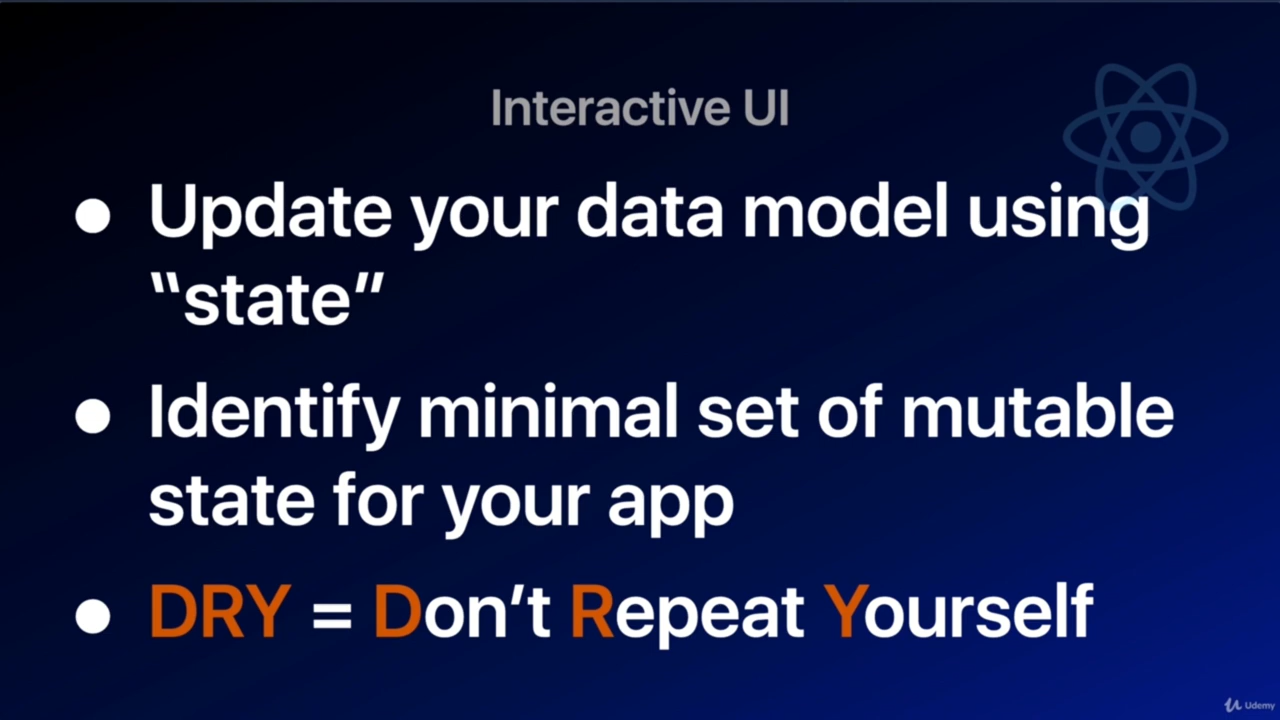 Interactive UI
● Update your data model using
“state”
● Identify minimal set of mutable
state for your app
● DRY = Don’t Repeat Yourself
Udemy